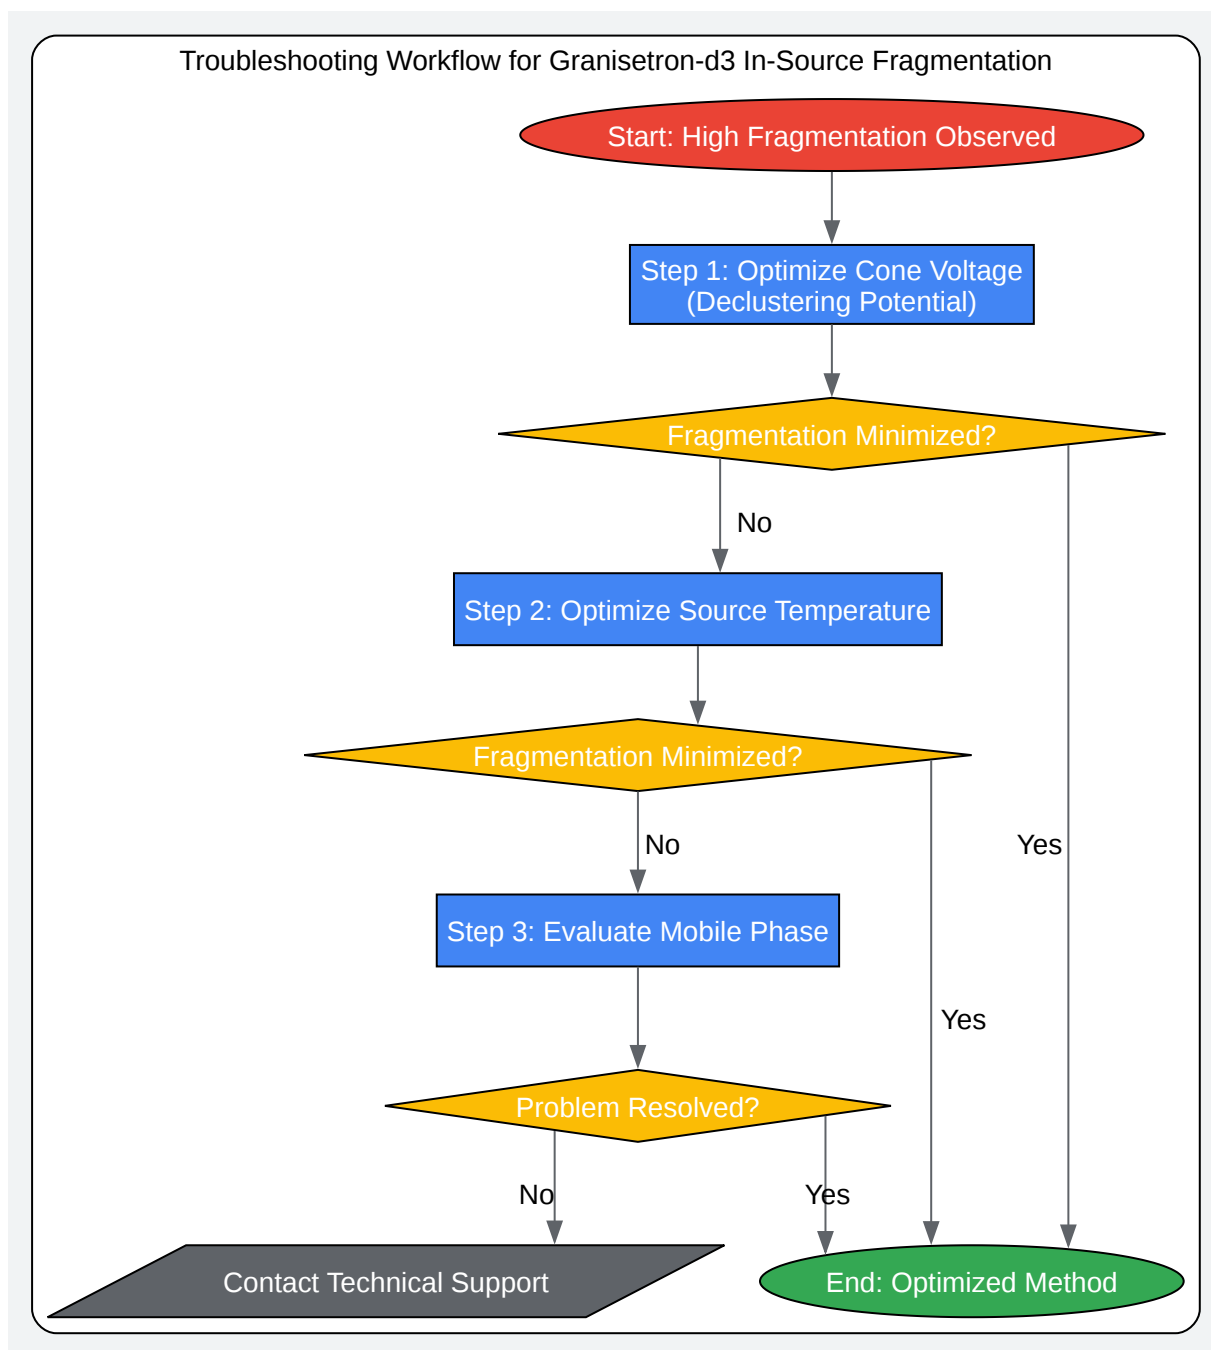 Troubleshooting Workflow for Granisetron-d3 In-Source Fragmentation
Start: High Fragmentation Observed
Step 1: Optimize Cone Voltage
(Declustering Potential)
Fragmentation Minimized?
No
Step 2: Optimize Source Temperature
Fragmentation Minimized?
No
Yes
Step 3: Evaluate Mobile Phase
Yes
Problem Resolved?
No
Yes
Contact Technical Support
End: Optimized Method